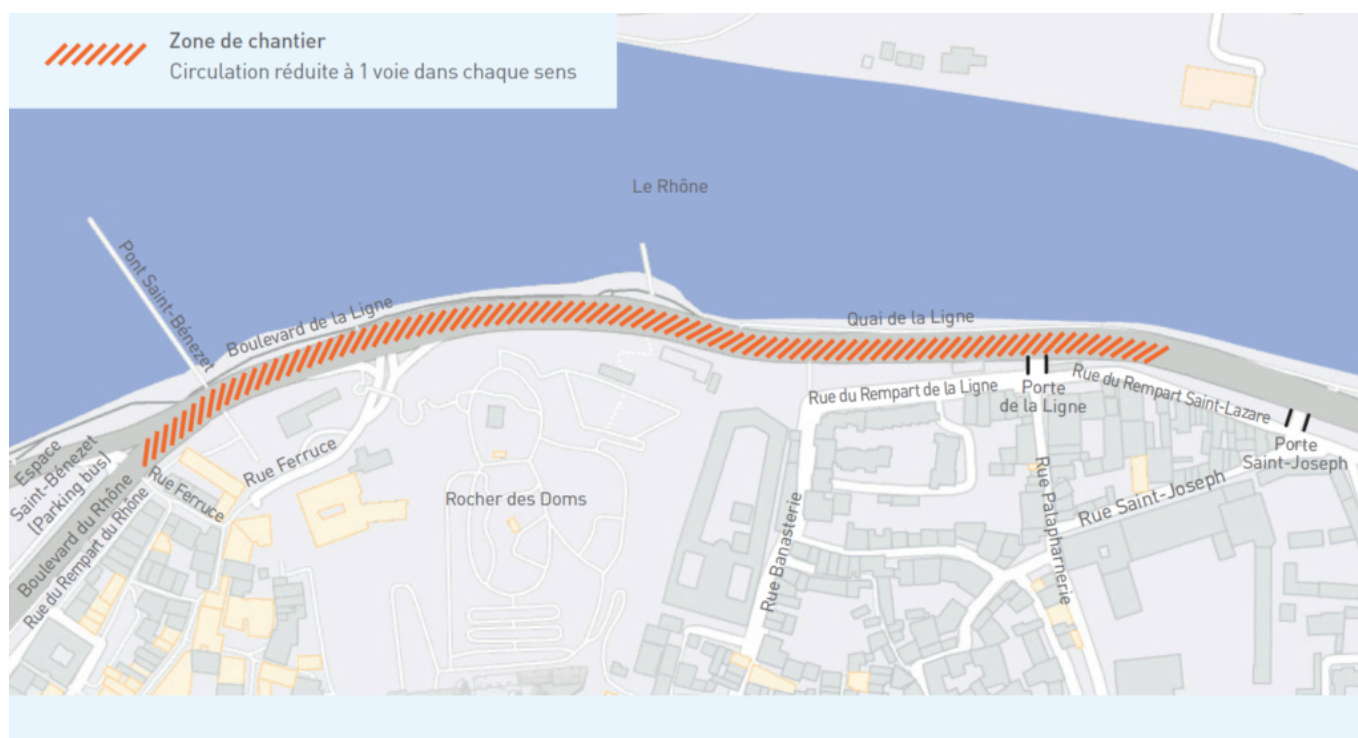 Zone de chantier
Circulation réduite à 1 voie dans chaque sens
Le Rhône
Pont Saint-Bénezet
Boulevard de la Ligne
Quai de la Ligne
Rue du Rempart de la Ligne
Porte
de la Ligne
Rue du Rempart Saint-Lazare
Porte
Saint-Joseph
Espace
Saint-Bénezet
(Parking bus)
Boulevard du Rhône
Rue du Rempart du Rhône
Rue Ferruce
Rue Ferruce
Rocher des Doms
Rue Banasterie
Rue Palapharnerie
Rue Saint-Joseph